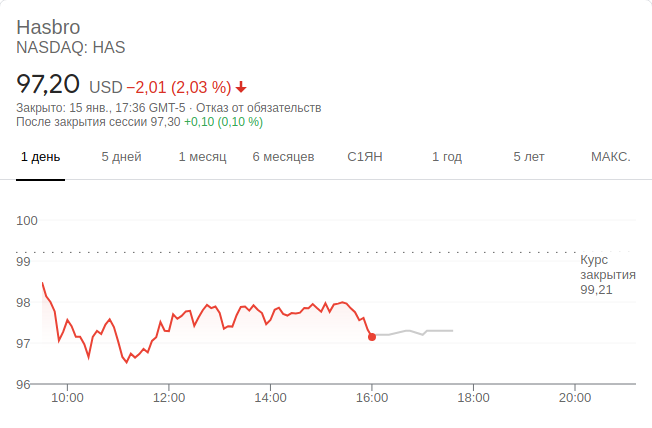 Hasbro
NASDAQ: HAS
97,20 USD −2,01 (2,03 %)
Закрыто: 15 янв., 17:36 GMT-5 · Отказ от обязательств
После закрытия сессии 97,30 +0,10 (0,10 %)
1 день 5 дней 1 месяц 6 месяцев С1ЯН 1 год 5 лет МАКС.
100
99
98
97
96
Курс
закрытия
99,21
10:00 12:00 14:00 16:00 18:00 20:00